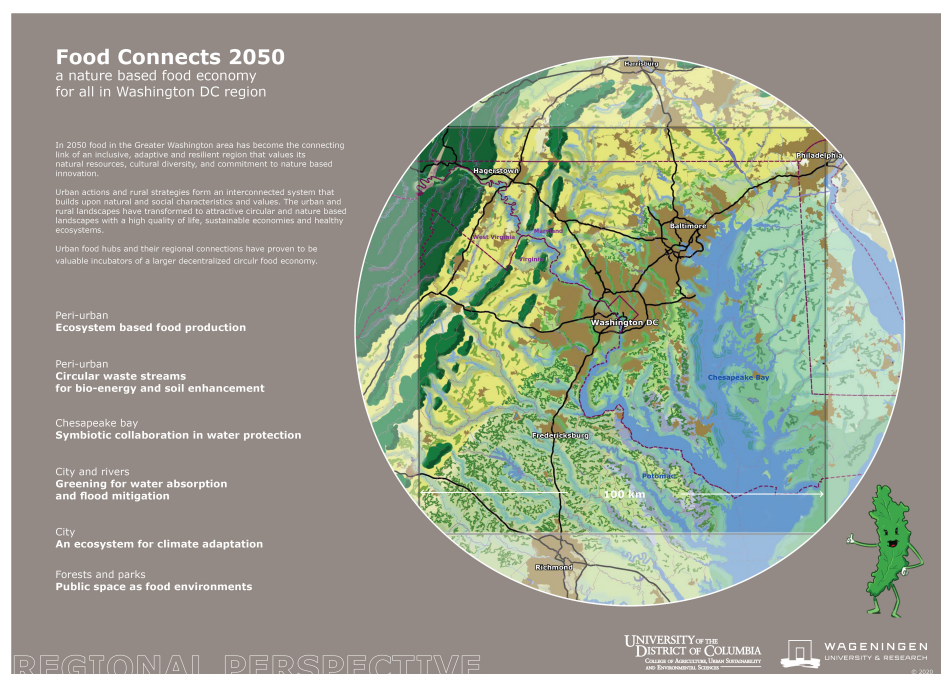 Food Connects 2050
a nature based food economy
for all in Washington DC region
In 2050 food in the Greater Washington area has become the connecting
link of an inclusive, adaptive and resilient region that values its
natural resources, cultural diversity, and commitment to nature based
innovation.
Urban actions and rural strategies form an interconnected system that
builds upon natural and social characteristics and values. The urban and
rural landscapes have transformed to attractive circular and nature based
landscapes with a high quality of life, sustainable economies and healthy
ecosystems.
Urban food hubs and their regional connections have proven to be
valuable incubators of a larger decentralized circulr food economy.
Peri-urban
Ecosystem based food production
Peri-urban
Circular waste streams
for bio-energy and soil enhancement
Chesapeake bay
Symbiotic collaboration in water protection
City and rivers
Greening for water absorption
and flood mitigation
City
An ecosystem for climate adaptation
Forests and parks
Public space as food environments
Harrisburg
Philadelphia
Hagerstown
Baltimore
Maryland
West Virginia
Virginia
Washington DC
Chesapeake Bay
Fredericksburg
Potomac
100 km
Richmond
REGIONAL PERSPECTIVE
UNIVERSITY OF THE
DISTRICT OF COLUMBIA
COLLEGE OF AGRICULTURE, URBAN SUSTAINABILITY
AND ENVIRONMENTAL SCIENCES
WAGENINGEN
UNIVERSITY & RESEARCH
© 2020